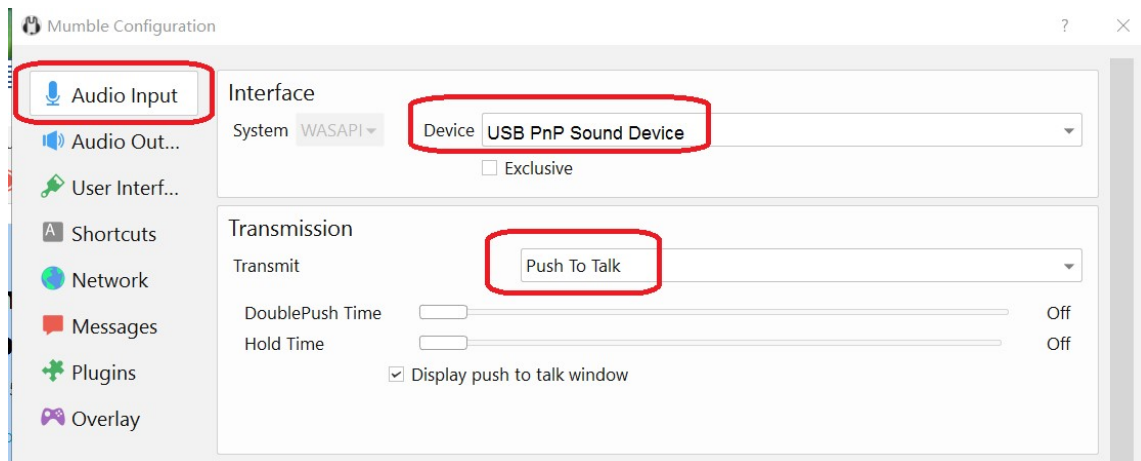 Mumble Configuration ?
Audio Input
Audio Out...
User Interf...
A Shortcuts
Network
Messages
Plugins
Overlay
Interface
System WASAPI Device USB PnP Sound Device
Exclusive
Transmission
Transmit Push To Talk
DoublePush Time Off
Hold Time Off
Display push to talk window